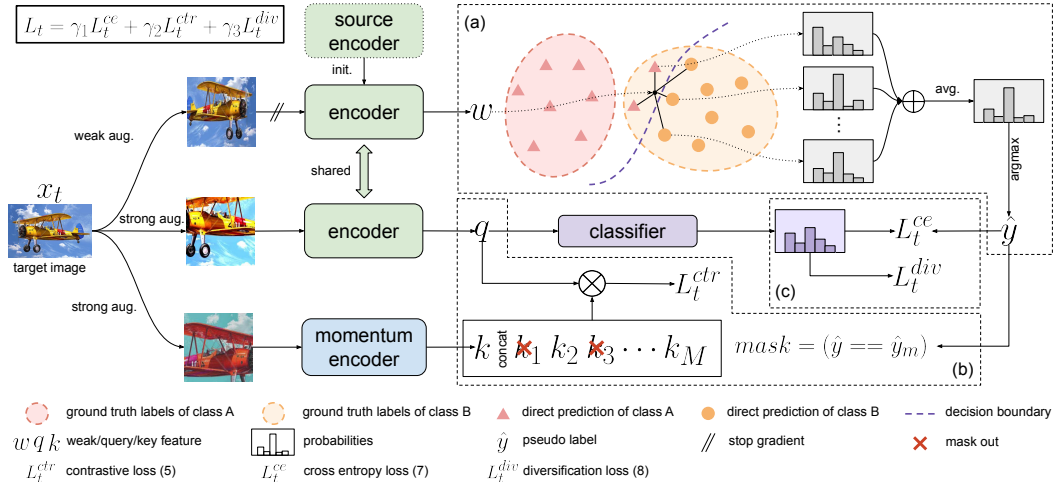 L_t = γ_1 L_t^{ce} + γ_2 L_t^{ctr} + γ_3 L_t^{div}
source
encoder
init.
(a)
weak aug.
encoder
w
avg.
argmax
shared
x_t
target image
strong aug.
encoder
q
classifier
L_t^{ce}
ŷ
L_t^{div}
(c)
L_t^{ctr}
strong aug.
momentum
encoder
k concat k_1 k_2 k_3 ⋯ k_M
mask = (ŷ == ŷ_m)
(b)
ground truth labels of class A
ground truth labels of class B
direct prediction of class A
direct prediction of class B
decision boundary
w q k weak/query/key feature
probabilities
ŷ pseudo label
// stop gradient
mask out
L_t^{ctr} contrastive loss (5)
L_t^{ce} cross entropy loss (7)
L_t^{div} diversification loss (8)